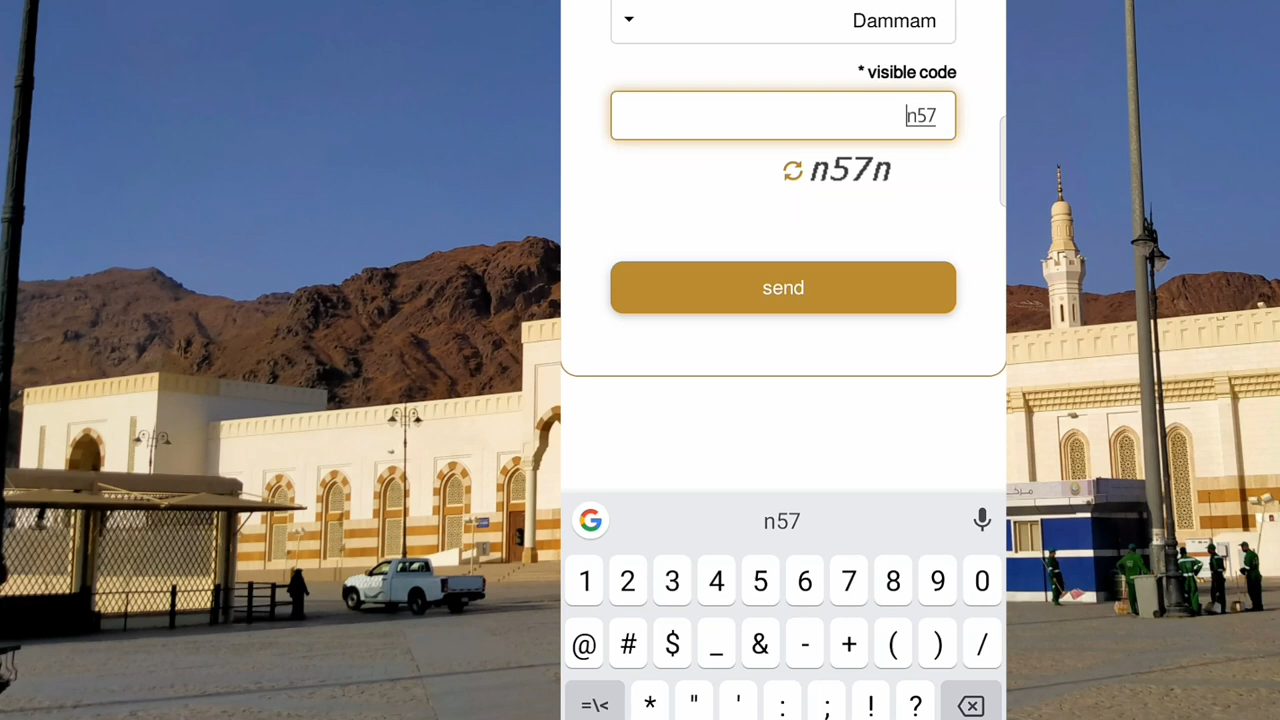 Dammam
* visible code
n57
n57n
send
n57
1 2 3 4 5 6 7 8 9 0
@ # $ _ & - + ( ) /
=\< * " ' : ; ! ?